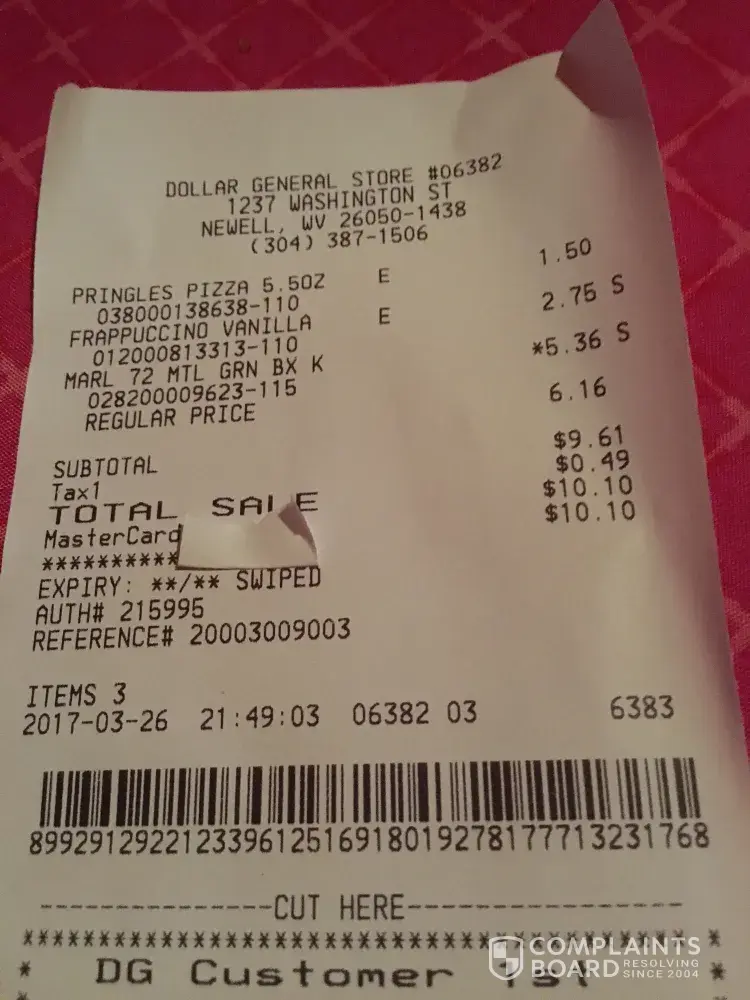 DOLLAR GENERAL STORE #06382
1237 WASHINGTON ST
NEWELL, WV 26050-1438
(304) 387-1506
PRINGLES PIZZA 5.5OZ E 1.50
038000138638-110
FRAPPUCCINO VANILLA E 2.75 S
012000813313-110
MARL 72 MTL GRN BX K *5.36 S
028200009623-115
REGULAR PRICE 6.16
SUBTOTAL $9.61
Tax1 $0.49
TOTAL SALE $10.10
MasterCard $10.10
**********
EXPIRY: **/** SWIPED
AUTH# 215995
REFERENCE# 20003009003
ITEMS 3
2017-03-26 21:49:03 06382 03 6383
899291292212339612516918019278177713231768
---------------CUT HERE-----------------
* DG Customer 1st *
COMPLAINTS
BOARD RESOLVING SINCE 2004